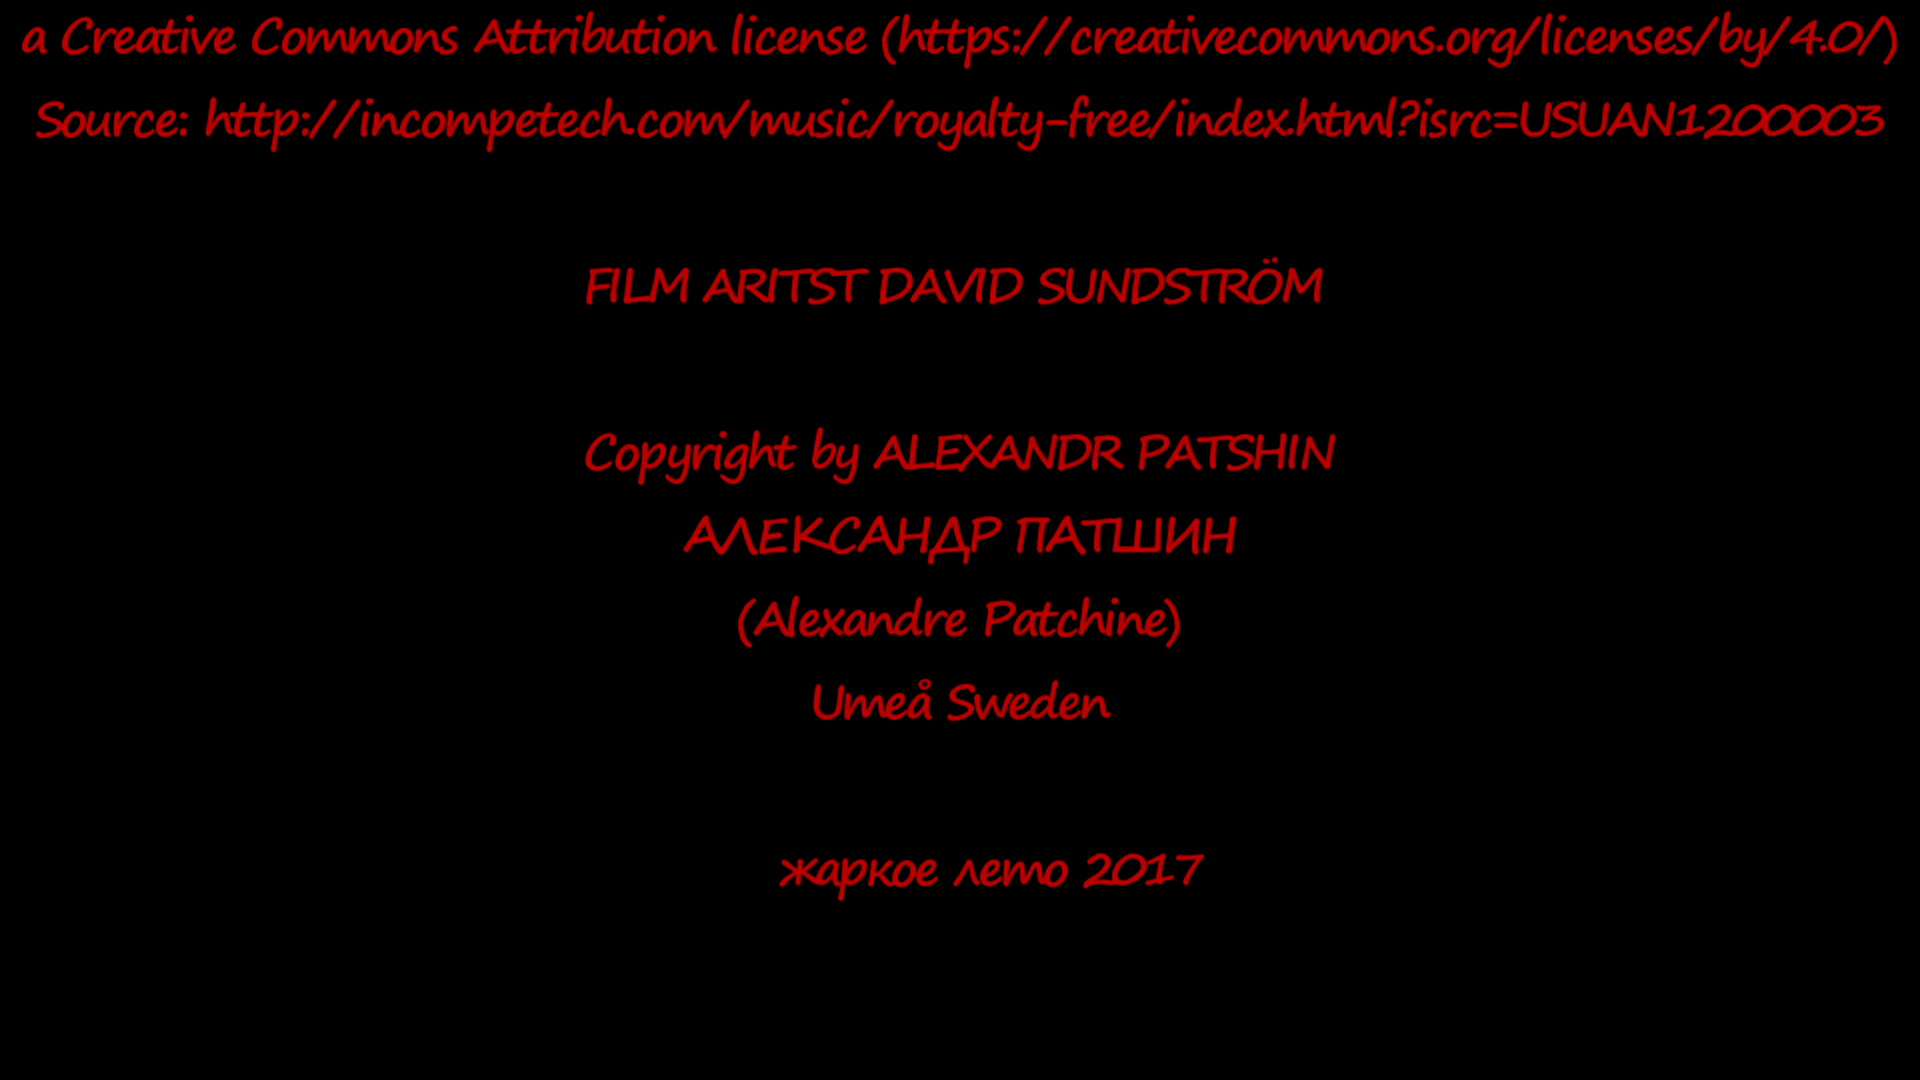 a Creative Commons Attribution license (https://creativecommons.org/licenses/by/4.0/)
Source: http://incompetech.com/music/royalty-free/index.html?isrc=USUAN1200003
FILM ARITST DAVID SUNDSTRÖM
Copyright by ALEXANDR PATSHIN
АЛЕКСАНДР ПАТШИН
(Alexandre Patchine)
Umeå Sweden
жаркое лето 2017